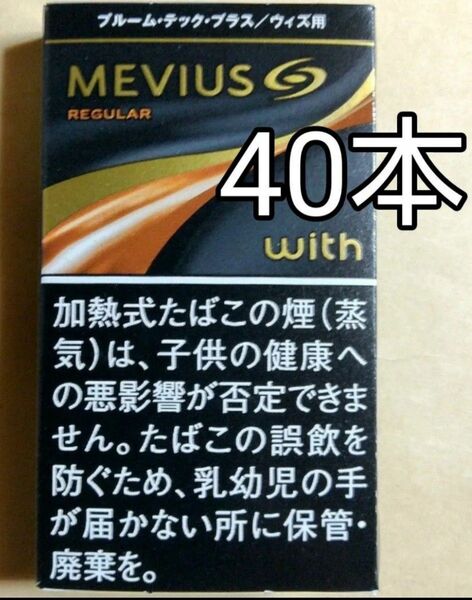 プルーム・テック・プラス/ウィズ用
MEVIUS
REGULAR
40本
with
加熱式たばこの煙(蒸
気)は、子供の健康へ
の悪影響が否定できま
せん。たばこの誤飲を
防ぐため、乳幼児の手
が届かない所に保管・
廃棄を。